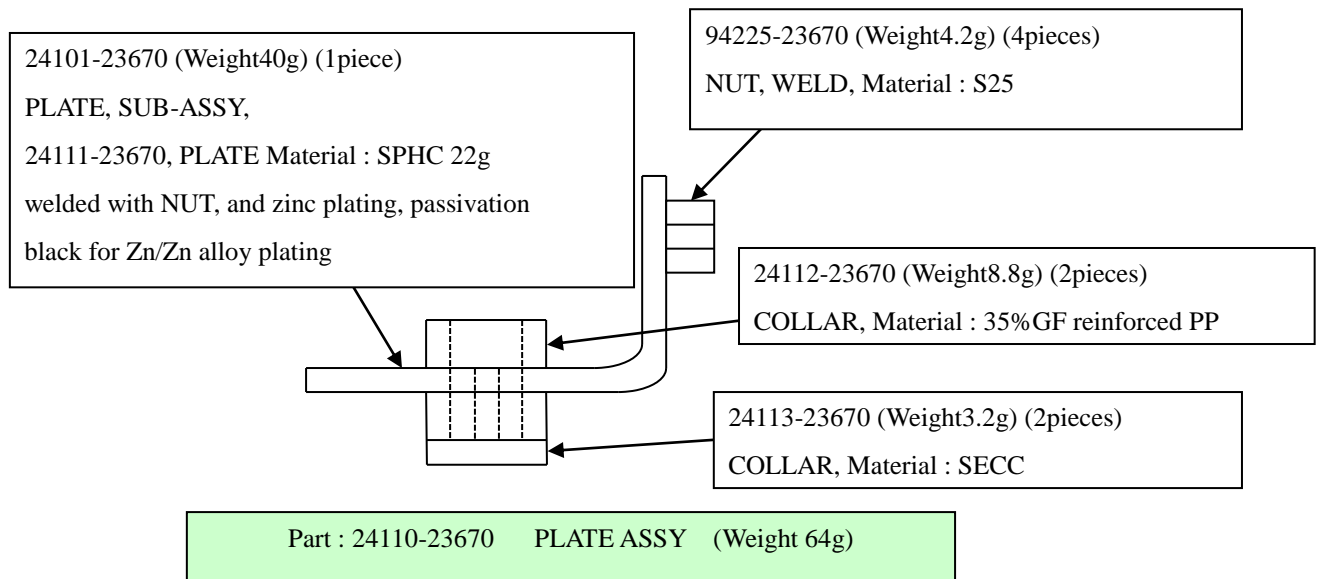 24101-23670 (Weight40g) (1piece)
PLATE, SUB-ASSY,
24111-23670, PLATE Material : SPHC 22g
welded with NUT, and zinc plating, passivation
black for Zn/Zn alloy plating
94225-23670 (Weight4.2g) (4pieces)
NUT, WELD, Material : S25
24112-23670 (Weight8.8g) (2pieces)
COLLAR, Material : 35%GF reinforced PP
24113-23670 (Weight3.2g) (2pieces)
COLLAR, Material : SECC
Part : 24110-23670 PLATE ASSY (Weight 64g)